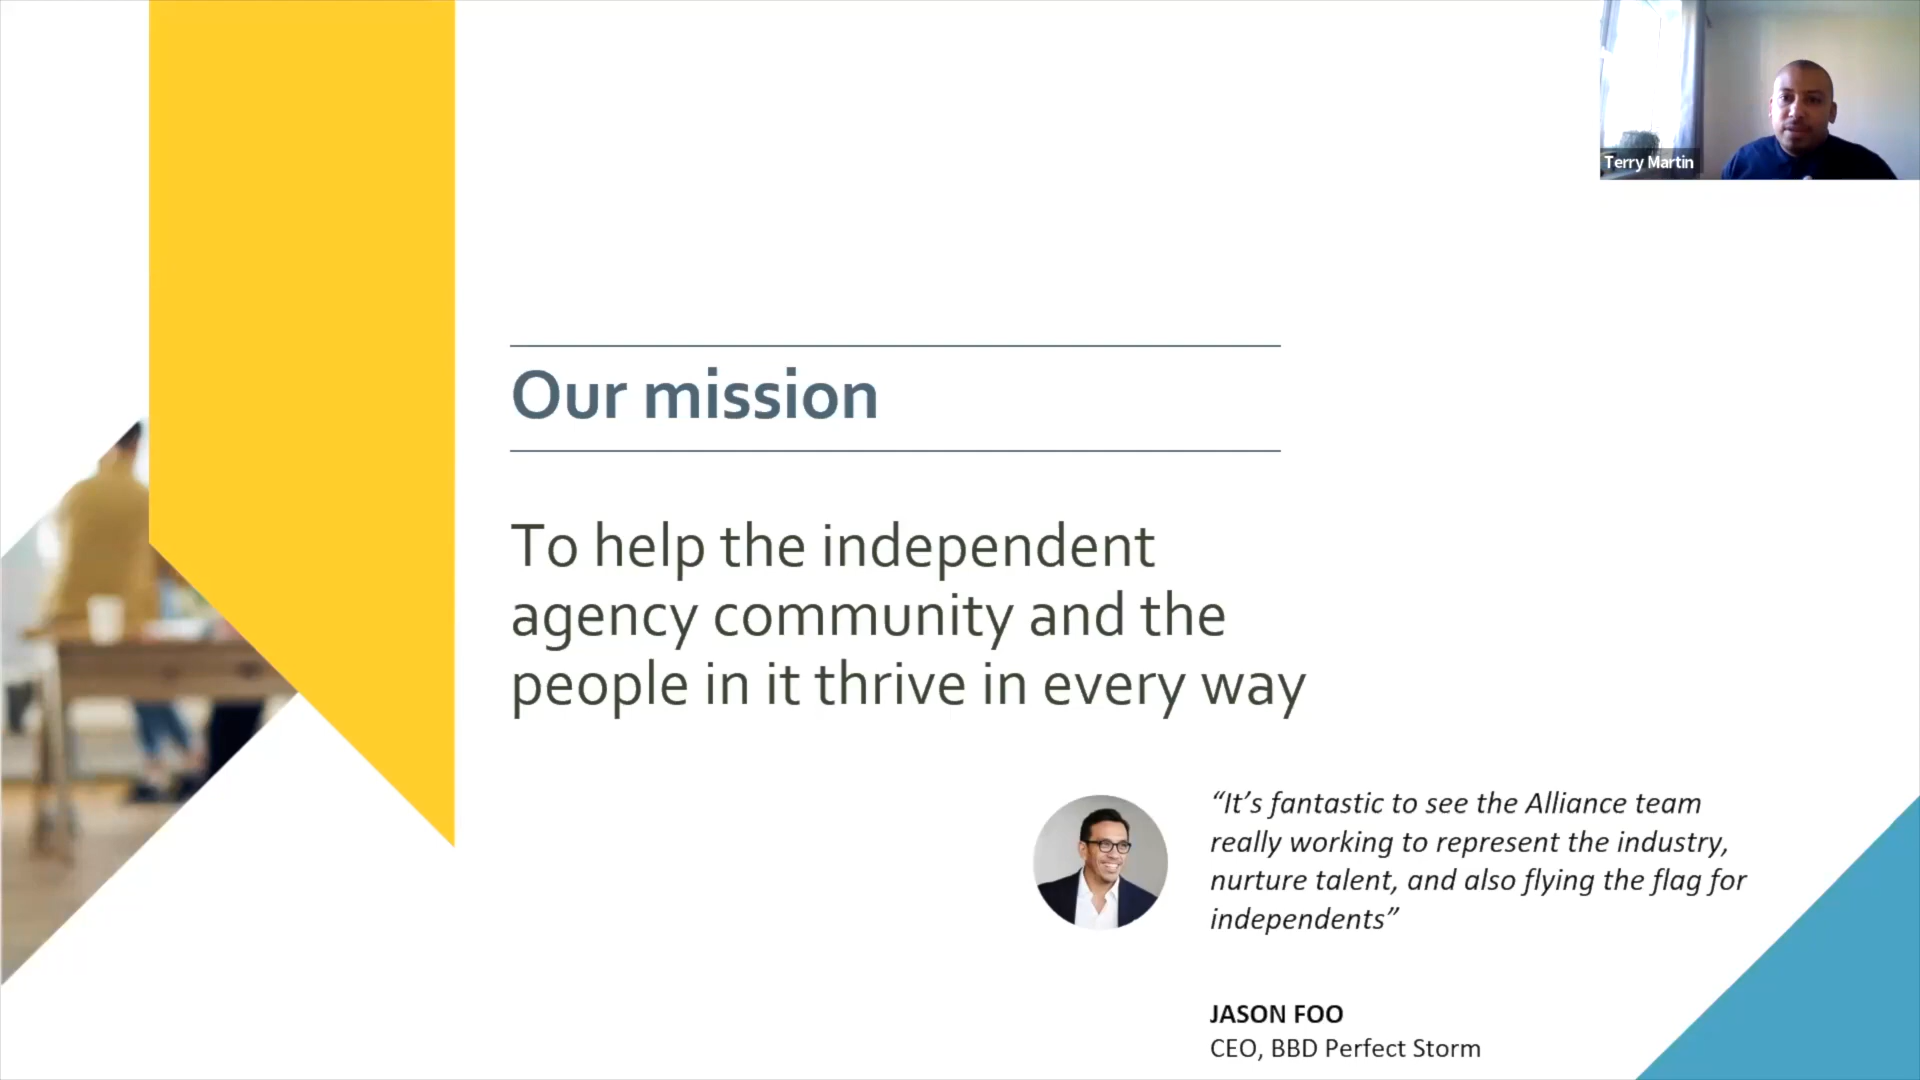 Terry Martin
Our mission
To help the independent
agency community and the
people in it thrive in every way
“It’s fantastic to see the Alliance team
really working to represent the industry,
nurture talent, and also flying the flag for
independents”
JASON FOO
CEO, BBD Perfect Storm